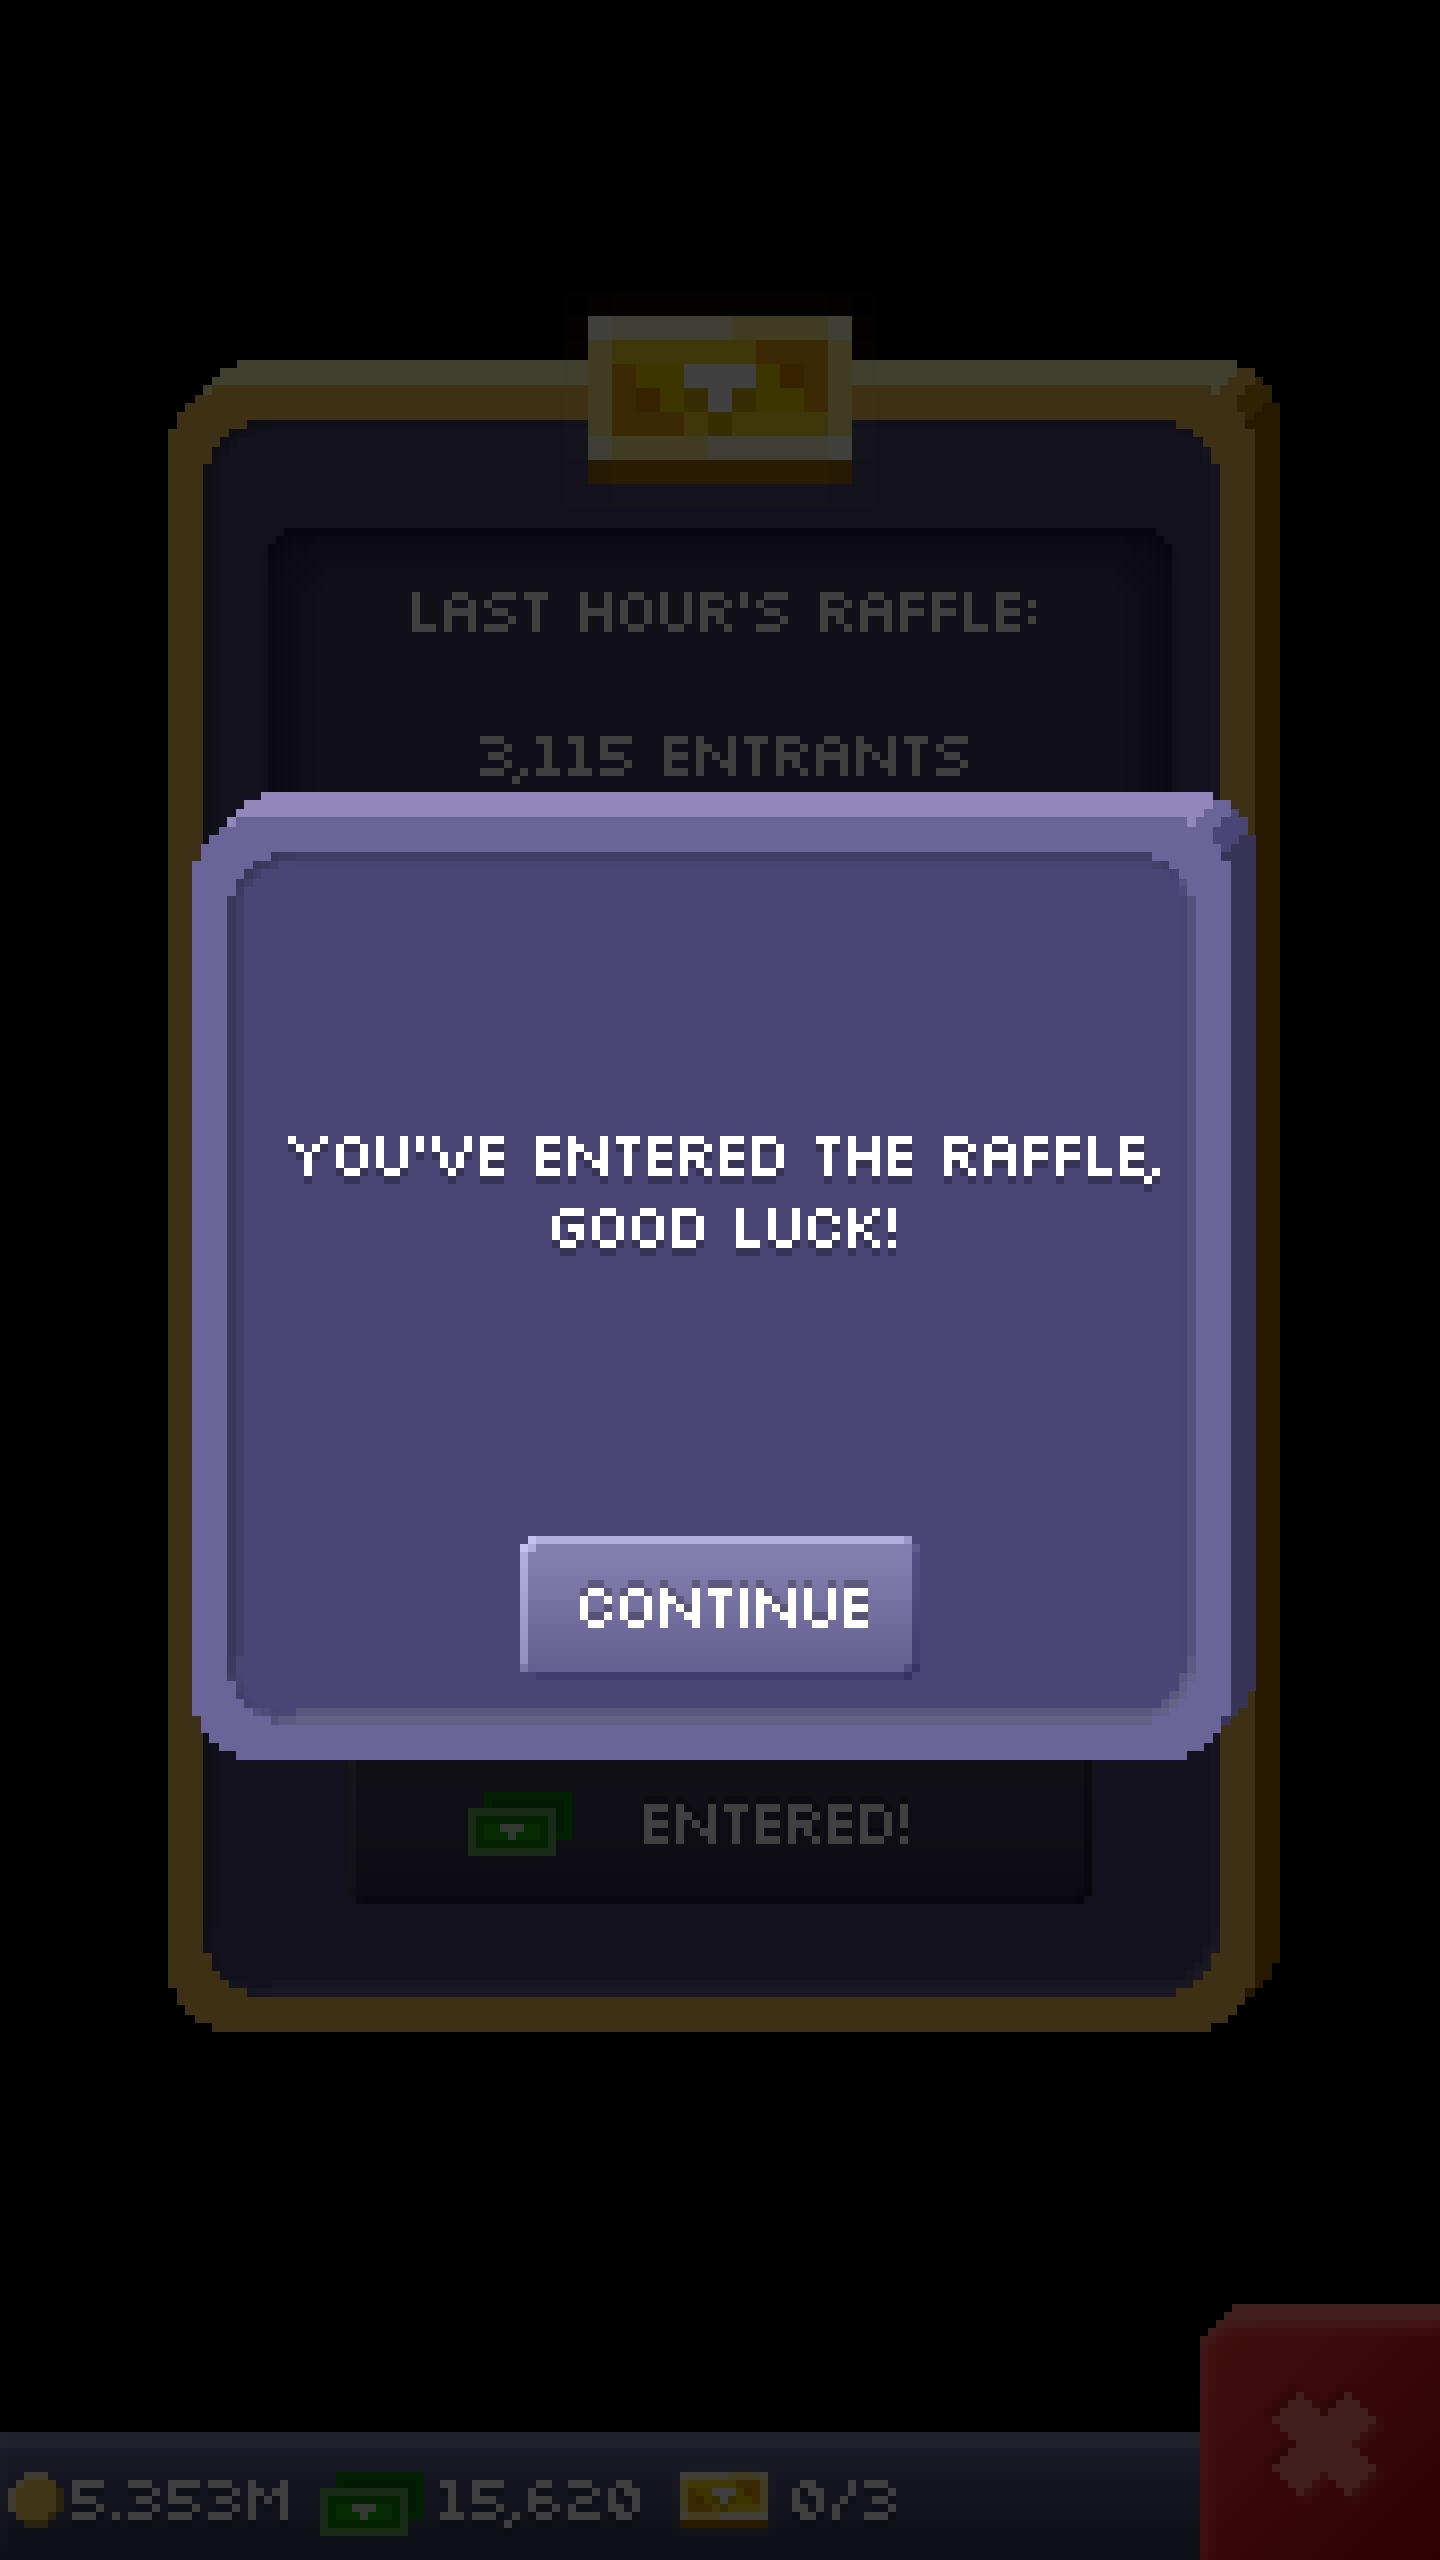 LAST HOUR'S RAFFLE:
3,115 ENTRANTS
YOU'VE ENTERED THE RAFFLE,
GOOD LUCK!
CONTINUE
ENTERED!
5.353M 15,620 0/3